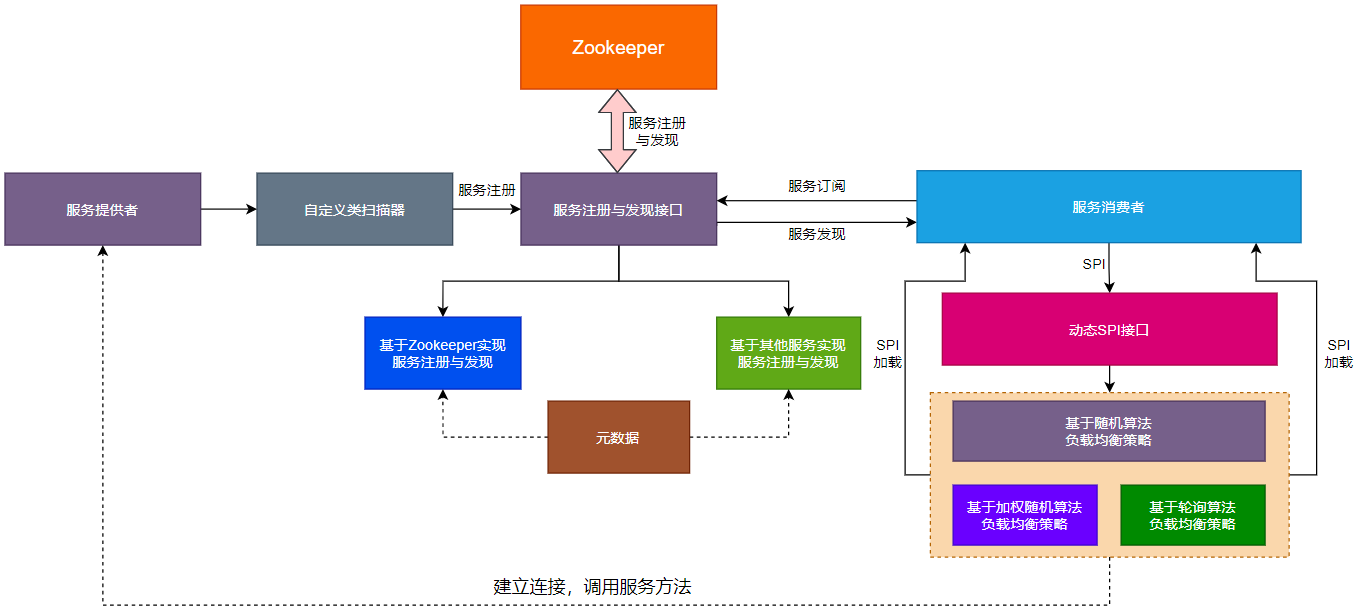 Zookeeper
服务注册
与发现
服务提供者
自定义类扫描器
服务注册
服务注册与发现接口
服务订阅
服务发现
服务消费者
SPI
动态SPI接口
基于Zookeeper实现
服务注册与发现
基于其他服务实现
服务注册与发现
SPI
加载
SPI
加载
元数据
基于随机算法
负载均衡策略
基于加权随机算法
负载均衡策略
基于轮询算法
负载均衡策略
建立连接，调用服务方法